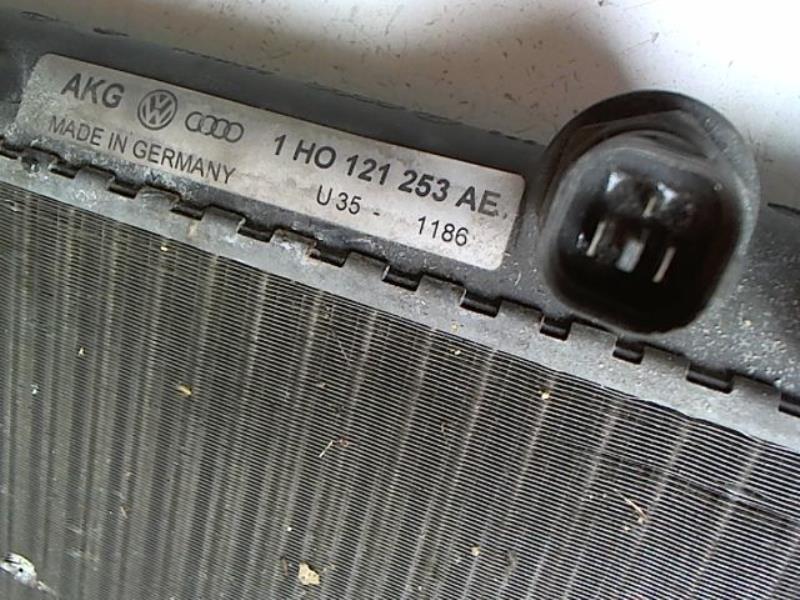 AKG 1 HO 121 253 AE.
MADE IN GERMANY U 35 - 1186